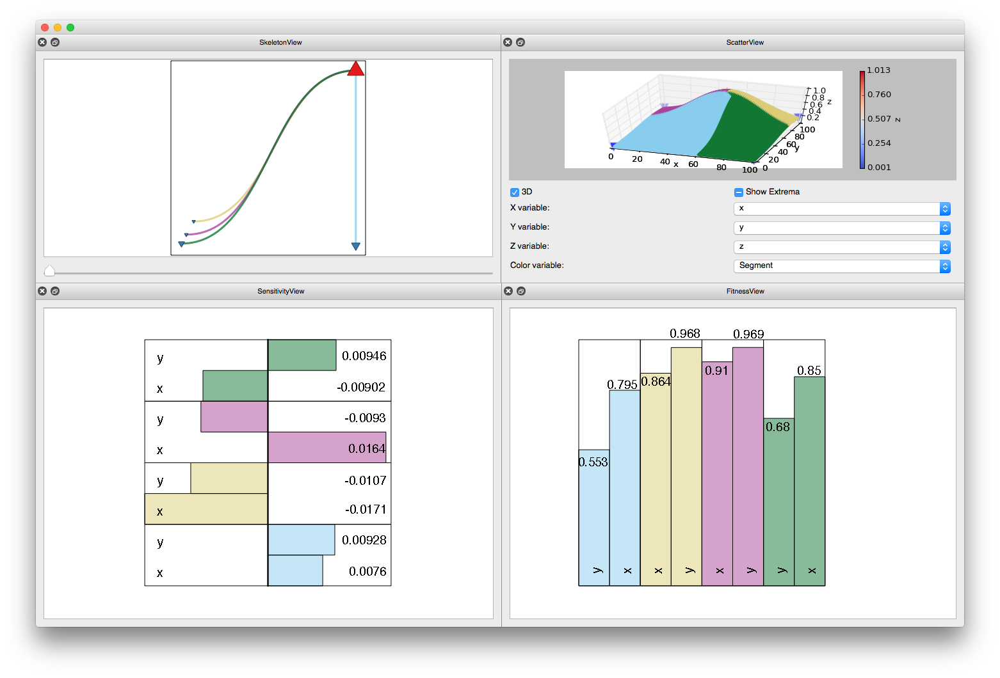 SkeletonView
ScatterView
1.013
0.760
0.507
z
0.254
0.001
1.0
0.8
0.6
z
0.4
0.2
100
80
60
y
40
20
0
0
20
40
x
60
80
100
3D
Show Extrema
X variable:
x
Y variable:
y
Z variable:
z
Color variable:
Segment
SensitivityView
y 0.00946
x -0.00902
y -0.0093
x 0.0164
y -0.0107
x -0.0171
y 0.00928
x 0.0076
FitnessView
0.553
0.795
0.864
0.968
0.91
0.969
0.68
0.85
y x x y x y y x